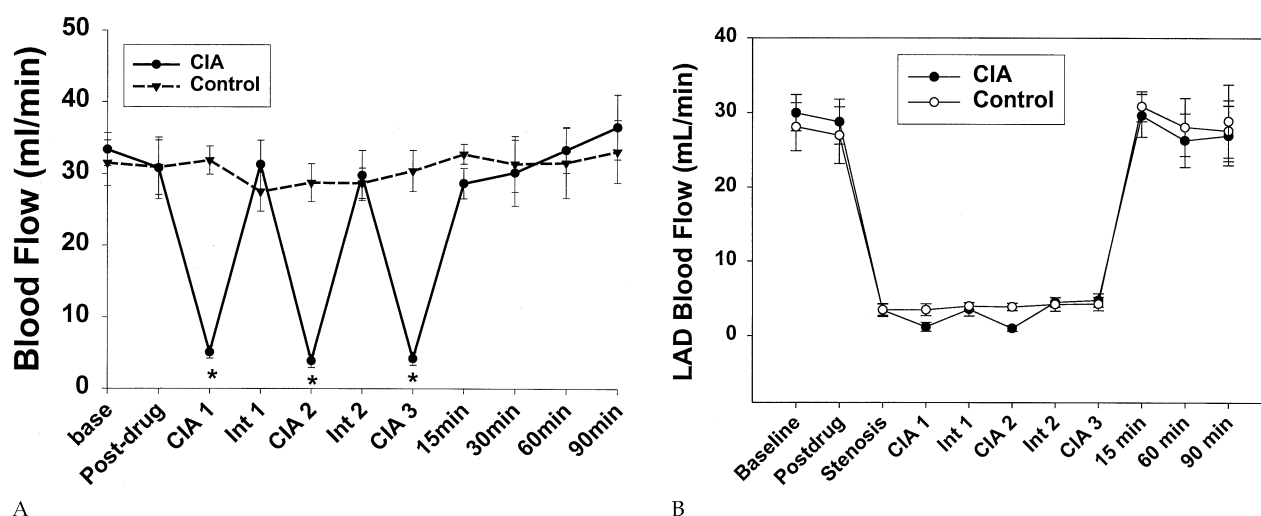 50
40
30
20
10
0
Blood Flow (ml/min)
CIA
Control
*
*
*
base
Post-drug
CIA 1
Int 1
CIA 2
Int 2
CIA 3
15min
30min
60min
90min
A
40
30
20
10
0
LAD Blood Flow (mL/min)
CIA
Control
Baseline
Postdrug
Stenosis
CIA 1
Int 1
CIA 2
Int 2
CIA 3
15 min
60 min
90 min
B